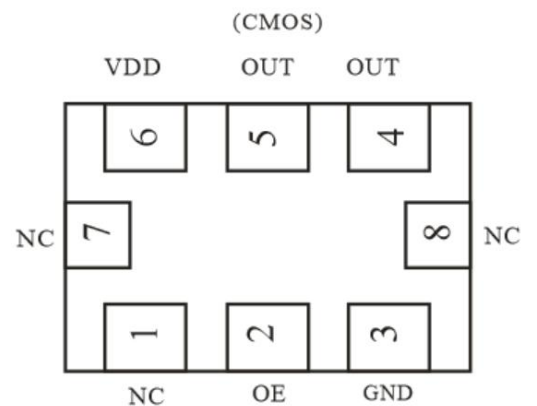 (CMOS)
VDD OUT OUT
6 5 4
NC 7 8 NC
1 2 3
NC OE GND